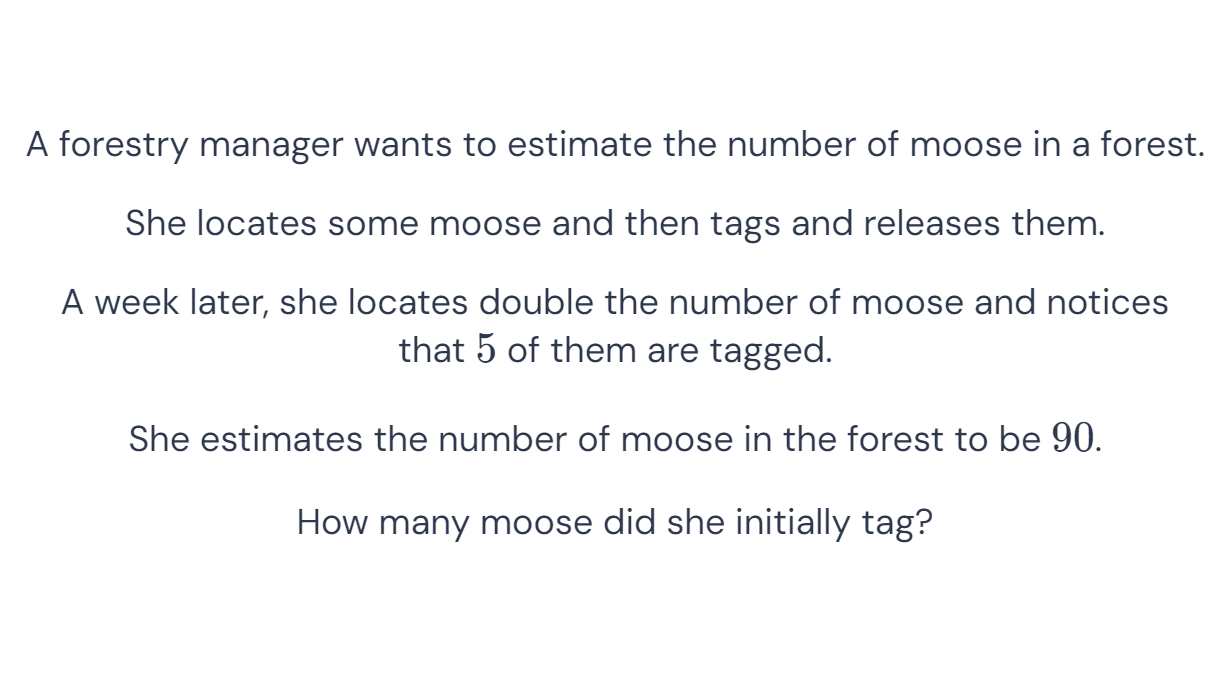 A forestry manager wants to estimate the number of moose in a forest.
She locates some moose and then tags and releases them.
A week later, she locates double the number of moose and notices
that 5 of them are tagged.
She estimates the number of moose in the forest to be 90.
How many moose did she initially tag?